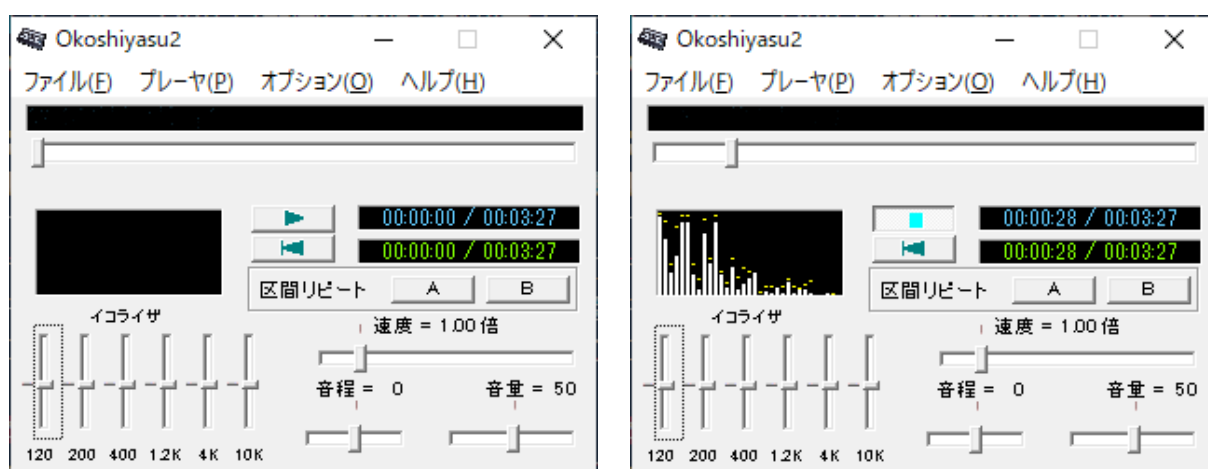 Okoshiyasu2
ファイル(F) プレーヤ(P) オプション(O) ヘルプ(H)
00:00:00 / 00:03:27
00:00:00 / 00:03:27
区間リピート A B
イコライザ
速度 = 1.00 倍
音程 = 0 音量 = 50
120 200 400 1.2K 4K 10K
Okoshiyasu2
ファイル(F) プレーヤ(P) オプション(O) ヘルプ(H)
00:00:28 / 00:03:27
00:00:28 / 00:03:27
区間リピート A B
イコライザ
速度 = 1.00 倍
音程 = 0 音量 = 50
120 200 400 1.2K 4K 10K